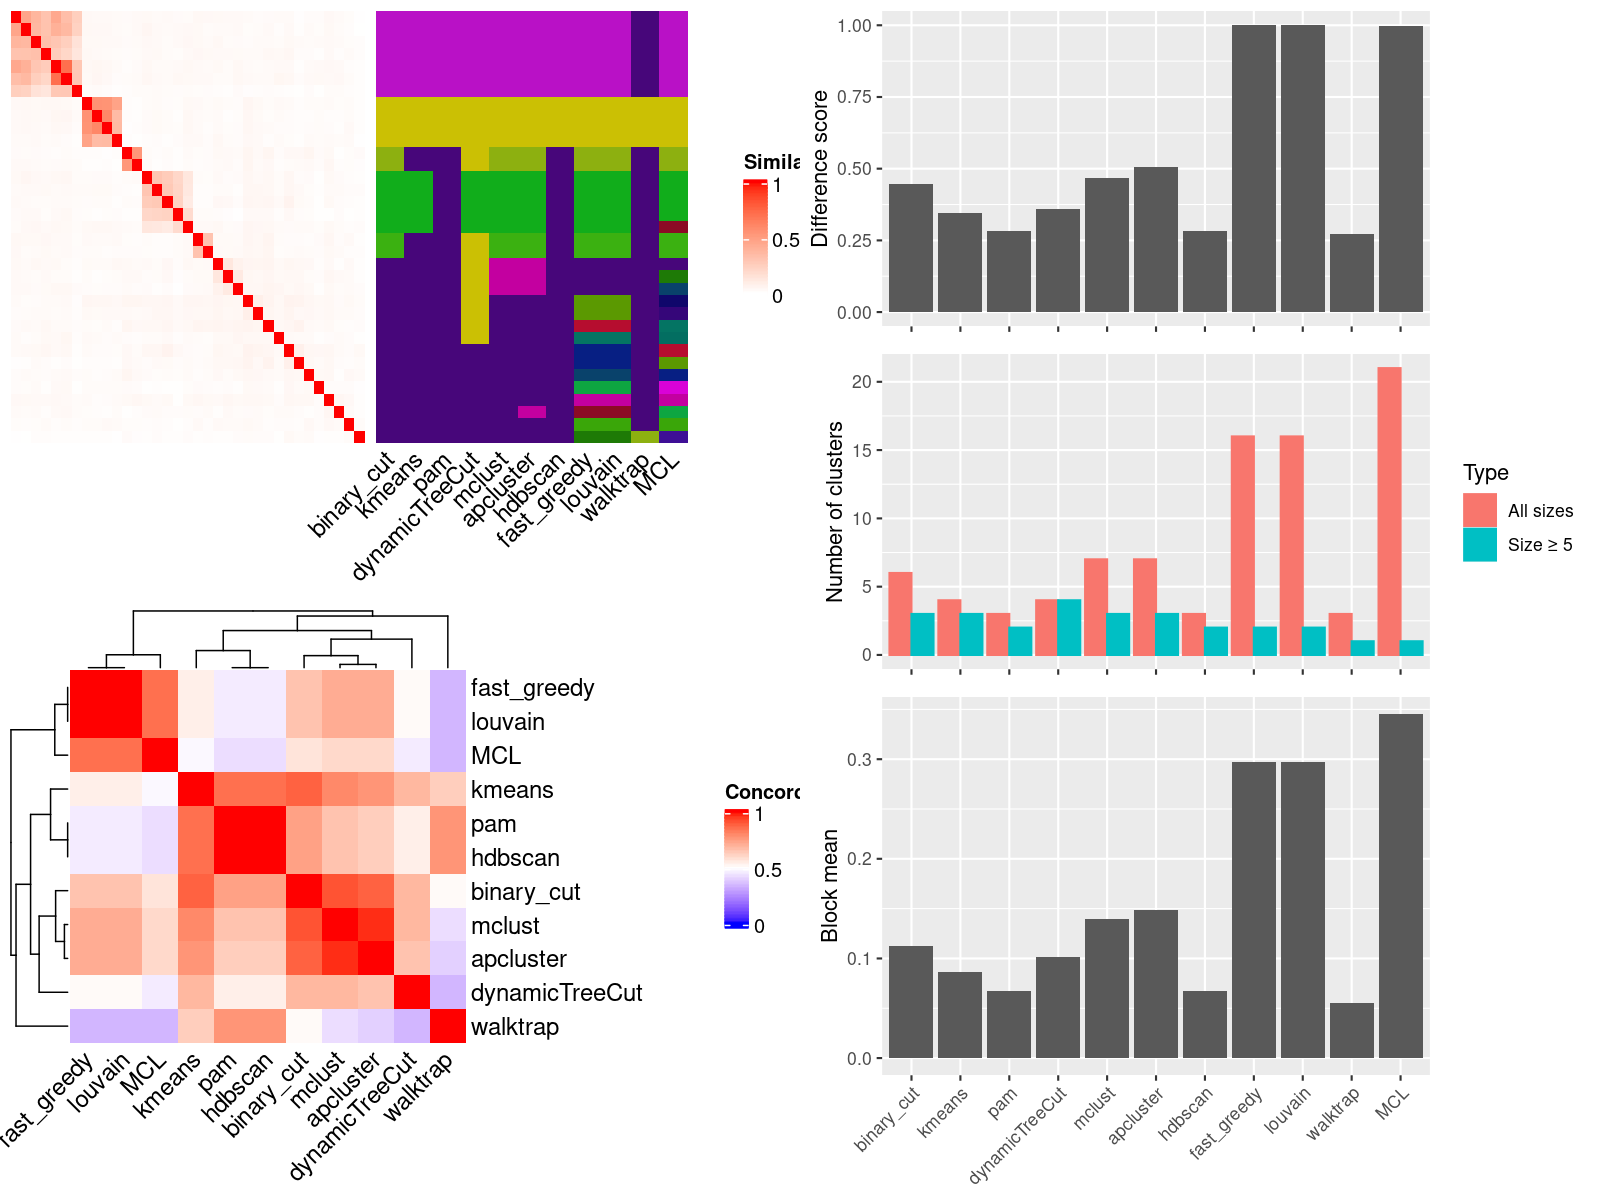 Simila
1
0.5
0
binary_cut
kmeans
pam
dynamicTreeCut
mclust
apcluster
hdbscan
fast_greedy
louvain
walktrap
MCL
fast_greedy
louvain
MCL
kmeans
pam
hdbscan
binary_cut
mclust
apcluster
dynamicTreeCut
walktrap
Concord
1
0.5
0
fast_greedy
louvain
MCL
kmeans
pam
hdbscan
binary_cut
mclust
apcluster
dynamicTreeCut
walktrap
Difference score
1.00
0.75
0.50
0.25
0.00
Number of clusters
20
15
10
5
0
Type
All sizes
Size ≥ 5
Block mean
0.3
0.2
0.1
0.0
binary_cut
kmeans
pam
dynamicTreeCut
mclust
apcluster
hdbscan
fast_greedy
louvain
walktrap
MCL